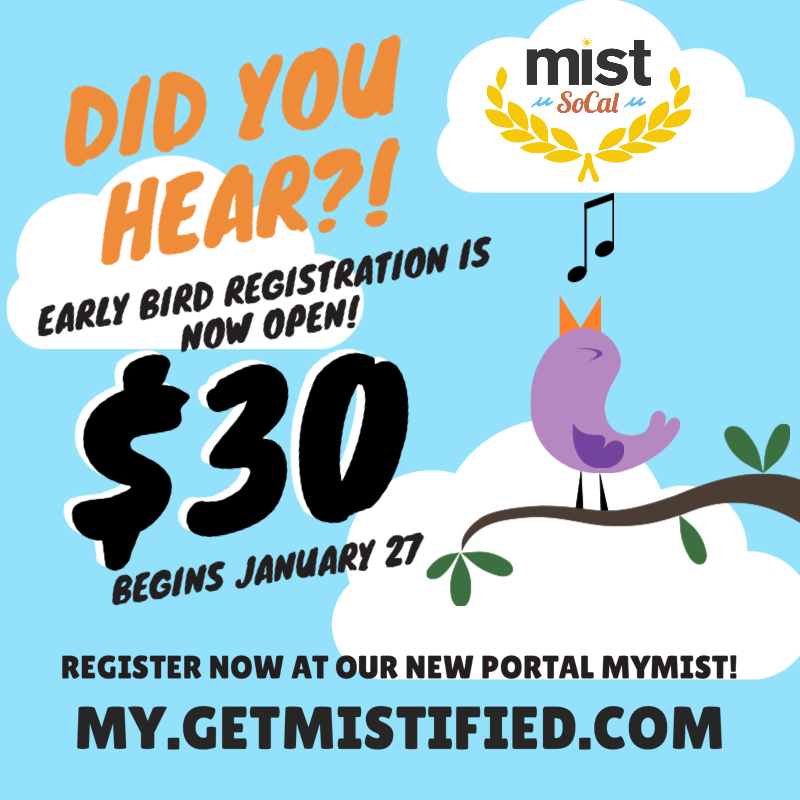 mist
SoCal
DID YOU
HEAR?!
EARLY BIRD REGISTRATION IS
NOW OPEN!
$30
BEGINS JANUARY 27
REGISTER NOW AT OUR NEW PORTAL MYMIST!
MY.GETMISTIFIED.COM